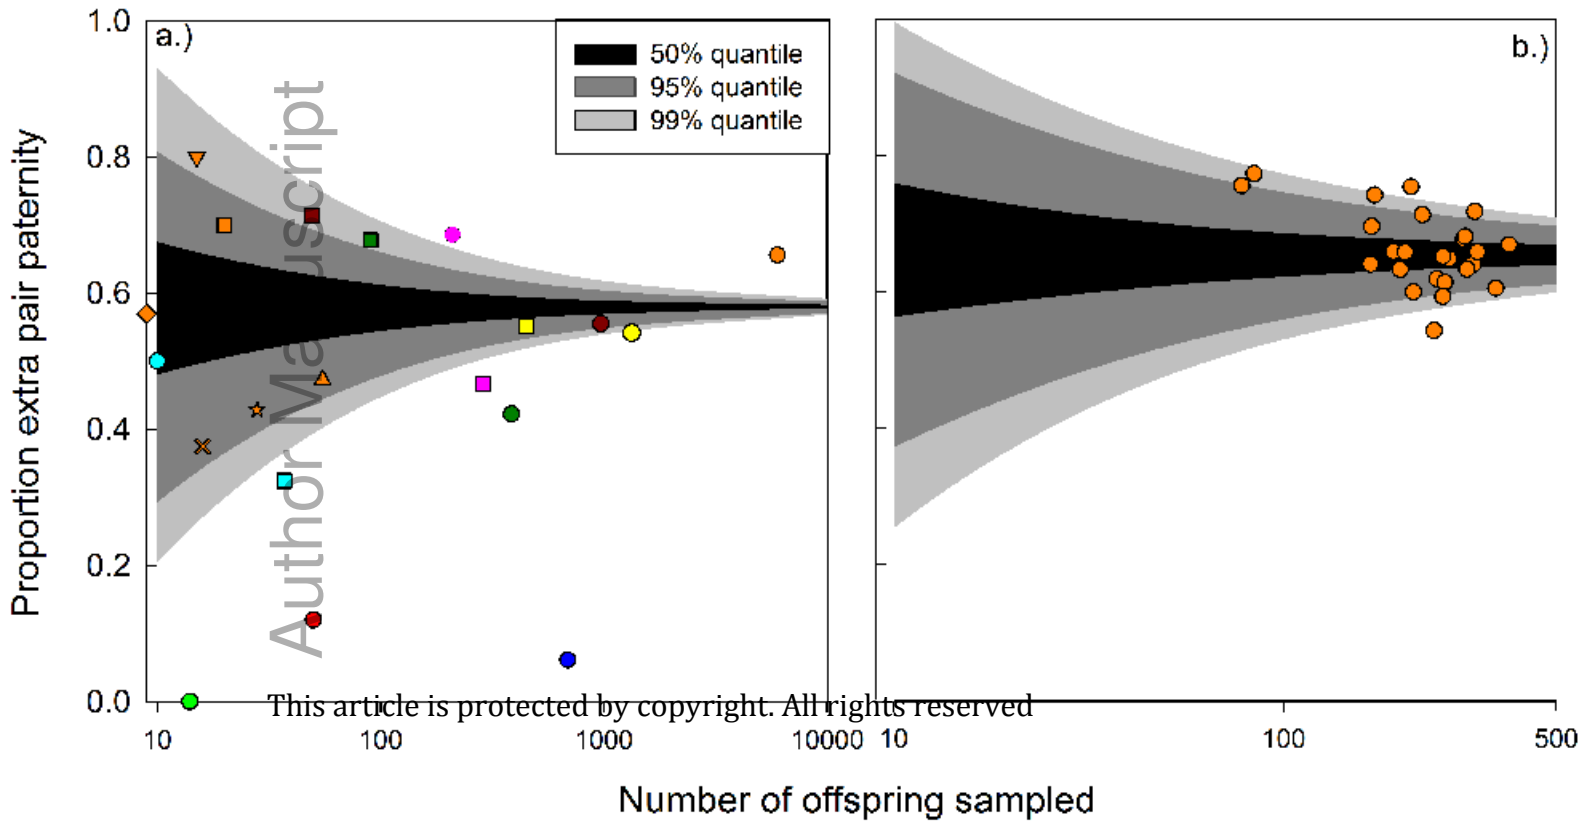 a.)
b.)
50% quantile
95% quantile
99% quantile
1.0
0.8
0.6
0.4
0.2
0.0
Proportion extra pair paternity
Author Manuscript
This article is protected by copyright. All rights reserved
10 100 1000 10000 10 100 500
Number of offspring sampled